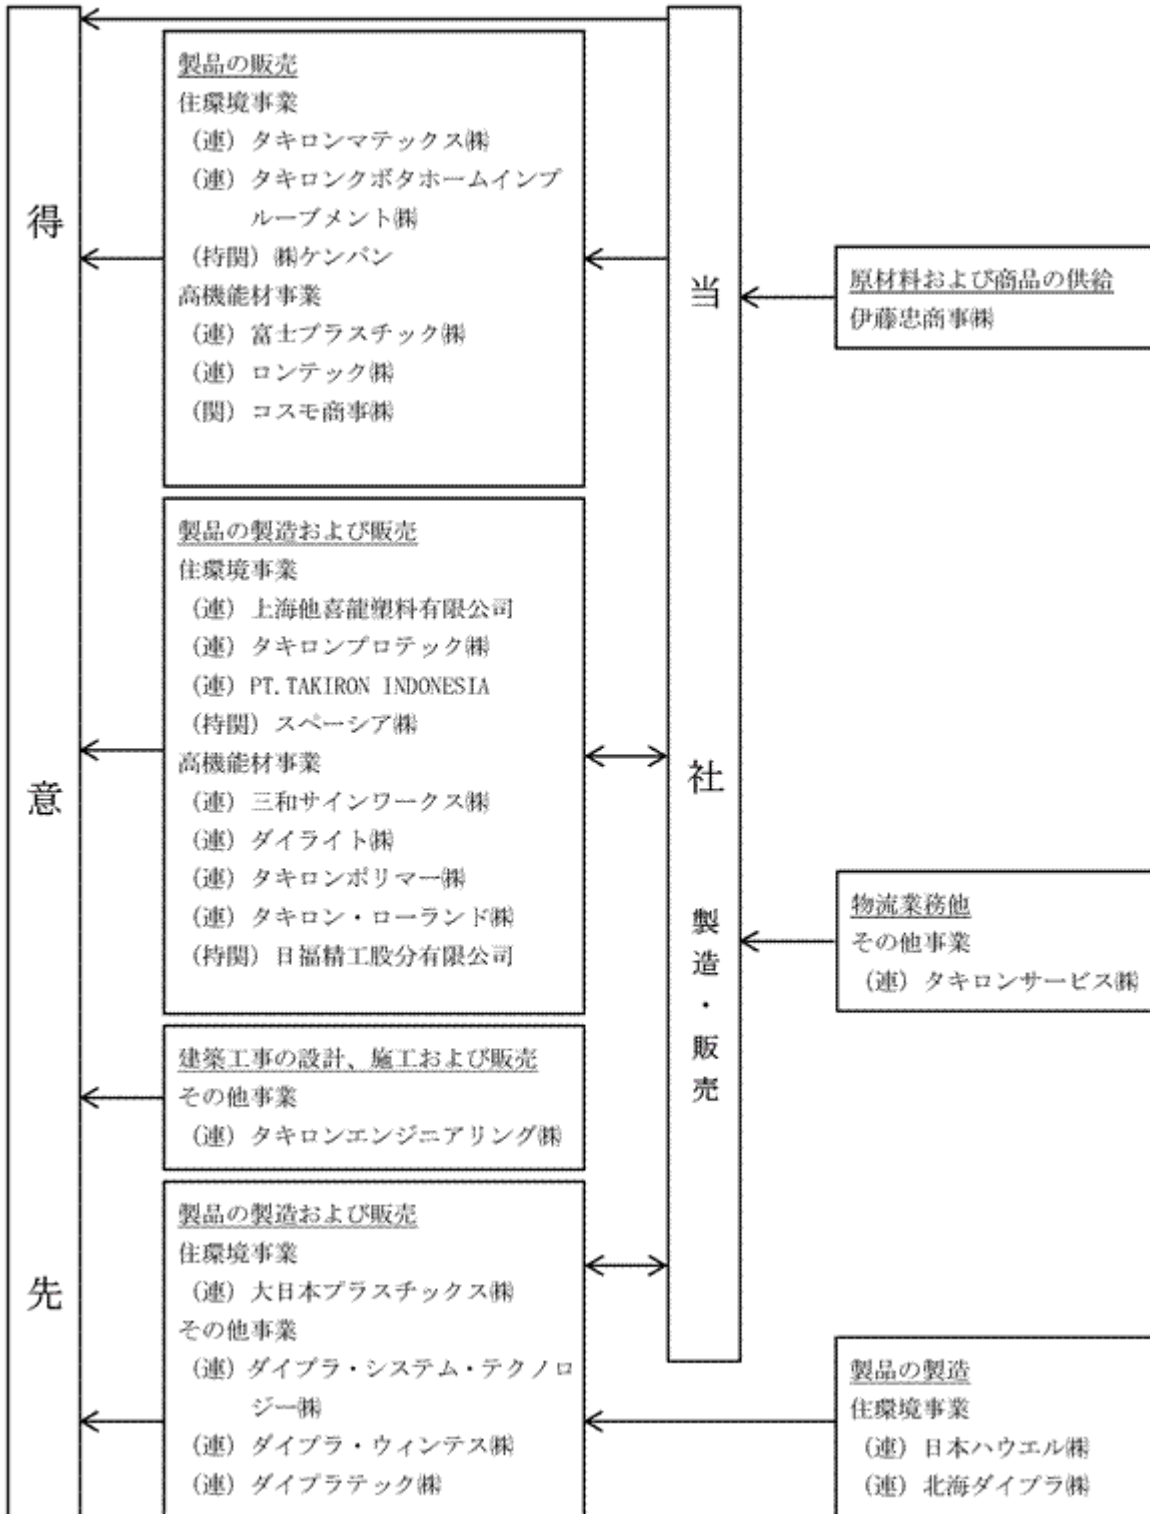 得意先
製品の販売
住環境事業
(連) タキロンマテックス㈱
(連) タキロンクボタホームインプ
ルーブメント㈱
(持関) ㈱ケンバン
高機能材事業
(連) 富士プラスチック㈱
(連) ロンテック㈱
(関) コスモ商事㈱
製品の製造および販売
住環境事業
(連) 上海他喜龍塑料有限公司
(連) タキロンプロテック㈱
(連) PT.TAKIRON INDONESIA
(持関) スペーシア㈱
高機能材事業
(連) 三和サインワークス㈱
(連) ダイライト㈱
(連) タキロンポリマー㈱
(連) タキロン・ローランド㈱
(持関) 日福精工股分有限公司
建築工事の設計、施工および販売
その他事業
(連) タキロンエンジニアリング㈱
製品の製造および販売
住環境事業
(連) 大日本プラスチックス㈱
その他事業
(連) ダイプラ・システム・テクノロ
ジー㈱
(連) ダイプラ・ウィンテス㈱
(連) ダイプラテック㈱
当社 製造・販売
原材料および商品の供給
伊藤忠商事㈱
物流業務他
その他事業
(連) タキロンサービス㈱
製品の製造
住環境事業
(連) 日本ハウエル㈱
(連) 北海ダイプラ㈱